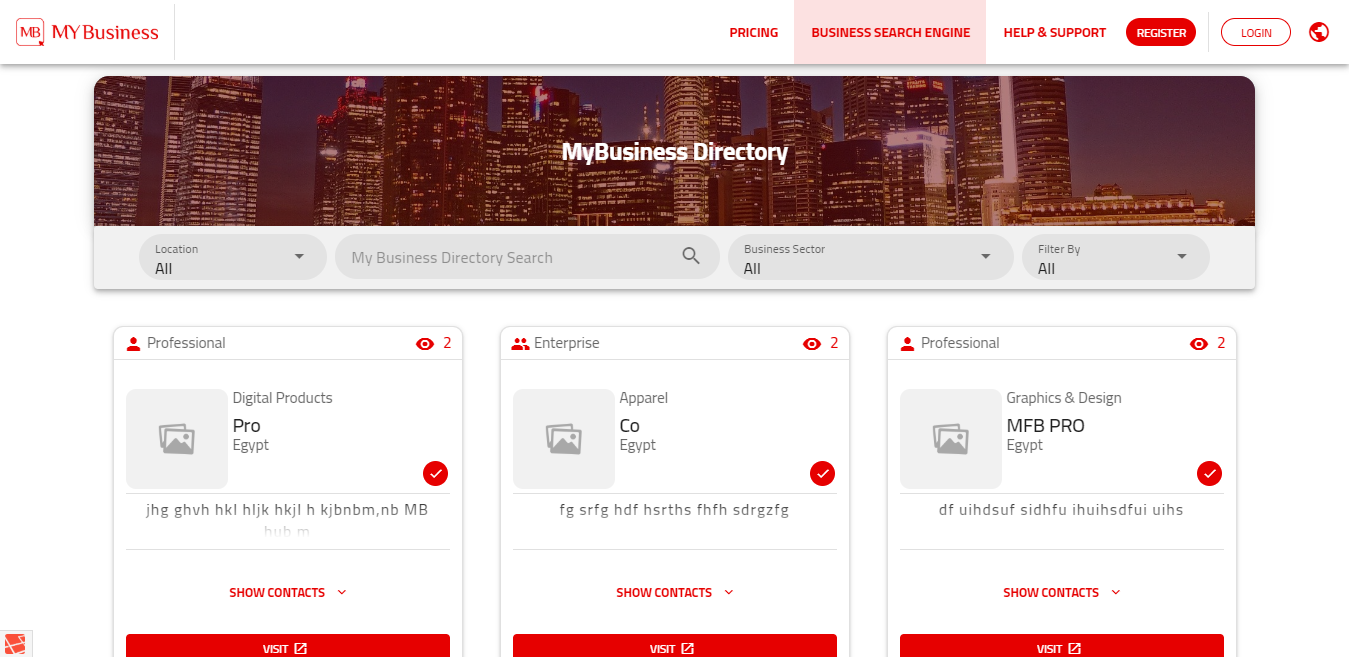 MB MYBusiness
PRICING
BUSINESS SEARCH ENGINE
HELP & SUPPORT
REGISTER
LOGIN
MyBusiness Directory
Location
All
My Business Directory Search
Business Sector
All
Filter By
All
Professional 2
Digital Products
Pro
Egypt
jhg ghvh hkl hljk hkjl h kjbnbm,nb MB
hub m
SHOW CONTACTS
VISIT
Enterprise 2
Apparel
Co
Egypt
fg srfg hdf hsrths fhfh sdrgzfg
SHOW CONTACTS
VISIT
Professional 2
Graphics & Design
MFB PRO
Egypt
df uihdsuf sidhfu ihuihsdfui uihs
SHOW CONTACTS
VISIT